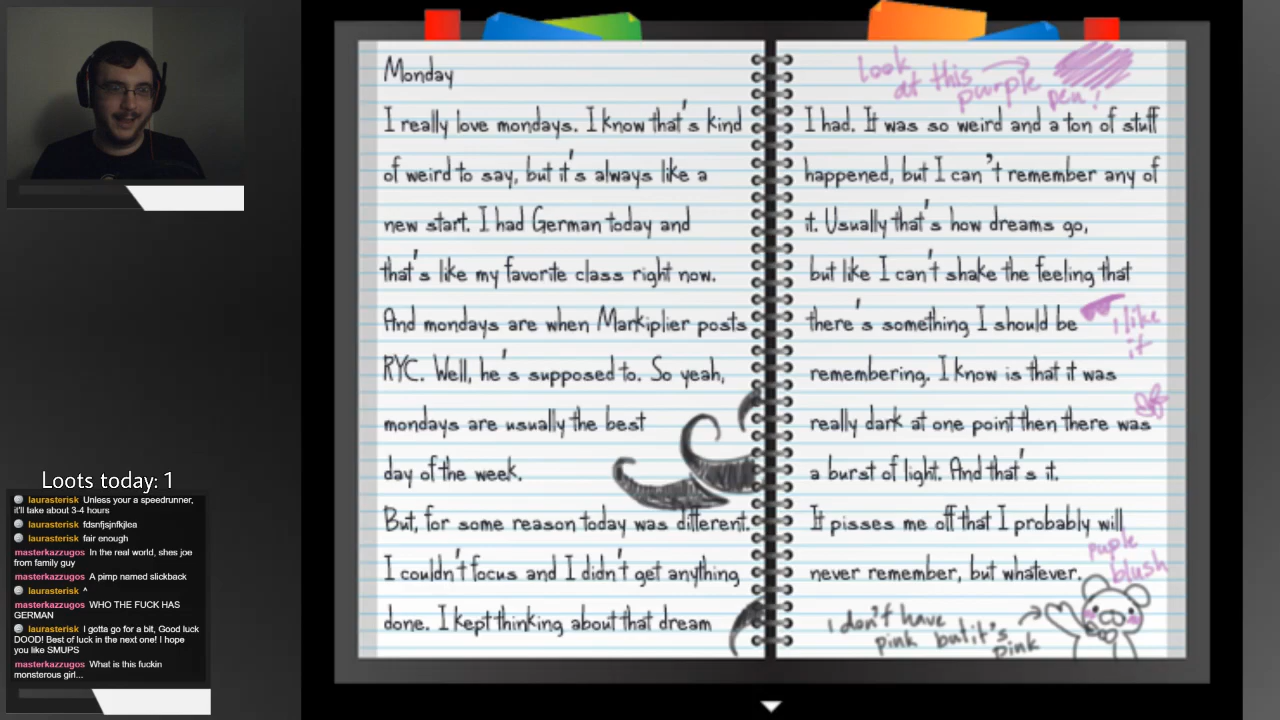 Monday
I really love mondays. I know that's kind
of weird to say, but it's always like a
new start. I had German today and
that's like my favorite class right now.
And mondays are when Markiplier posts
RYC. Well, he's supposed to. So yeah,
mondays are usually the best
day of the week.
But, for some reason today was different.
I couldn't focus and I didn't get anything
done. I kept thinking about that dream
Look
at this
purple
pen!
I had. It was so weird and a ton of stuff
happened, but I can't remember any of
it. Usually that's how dreams go,
but like I can't shake the feeling that
there's something I should be
I like
it
remembering. I know is that it was
really dark at one point then there was
a burst of light. And that's it.
It pisses me off that I probably will
never remember, but whatever.
puple
blush
I don't have
pink but it's
pink
Loots today: 1
laurasterisk Unless your a speedrunner,
it'll take about 3-4 hours
laurasterisk fdsnfjsjnfkjlea
laurasterisk fair enough
masterkazzugos In the real world, shes joe
from family guy
masterkazzugos A pimp named slickback
laurasterisk ^
masterkazzugos WHO THE FUCK HAS
GERMAN
laurasterisk I gotta go for a bit, Good luck
DOOD! Best of luck in the next one! I hope
you like SMUPS
masterkazzugos What is this fuckin
monsterous girl...